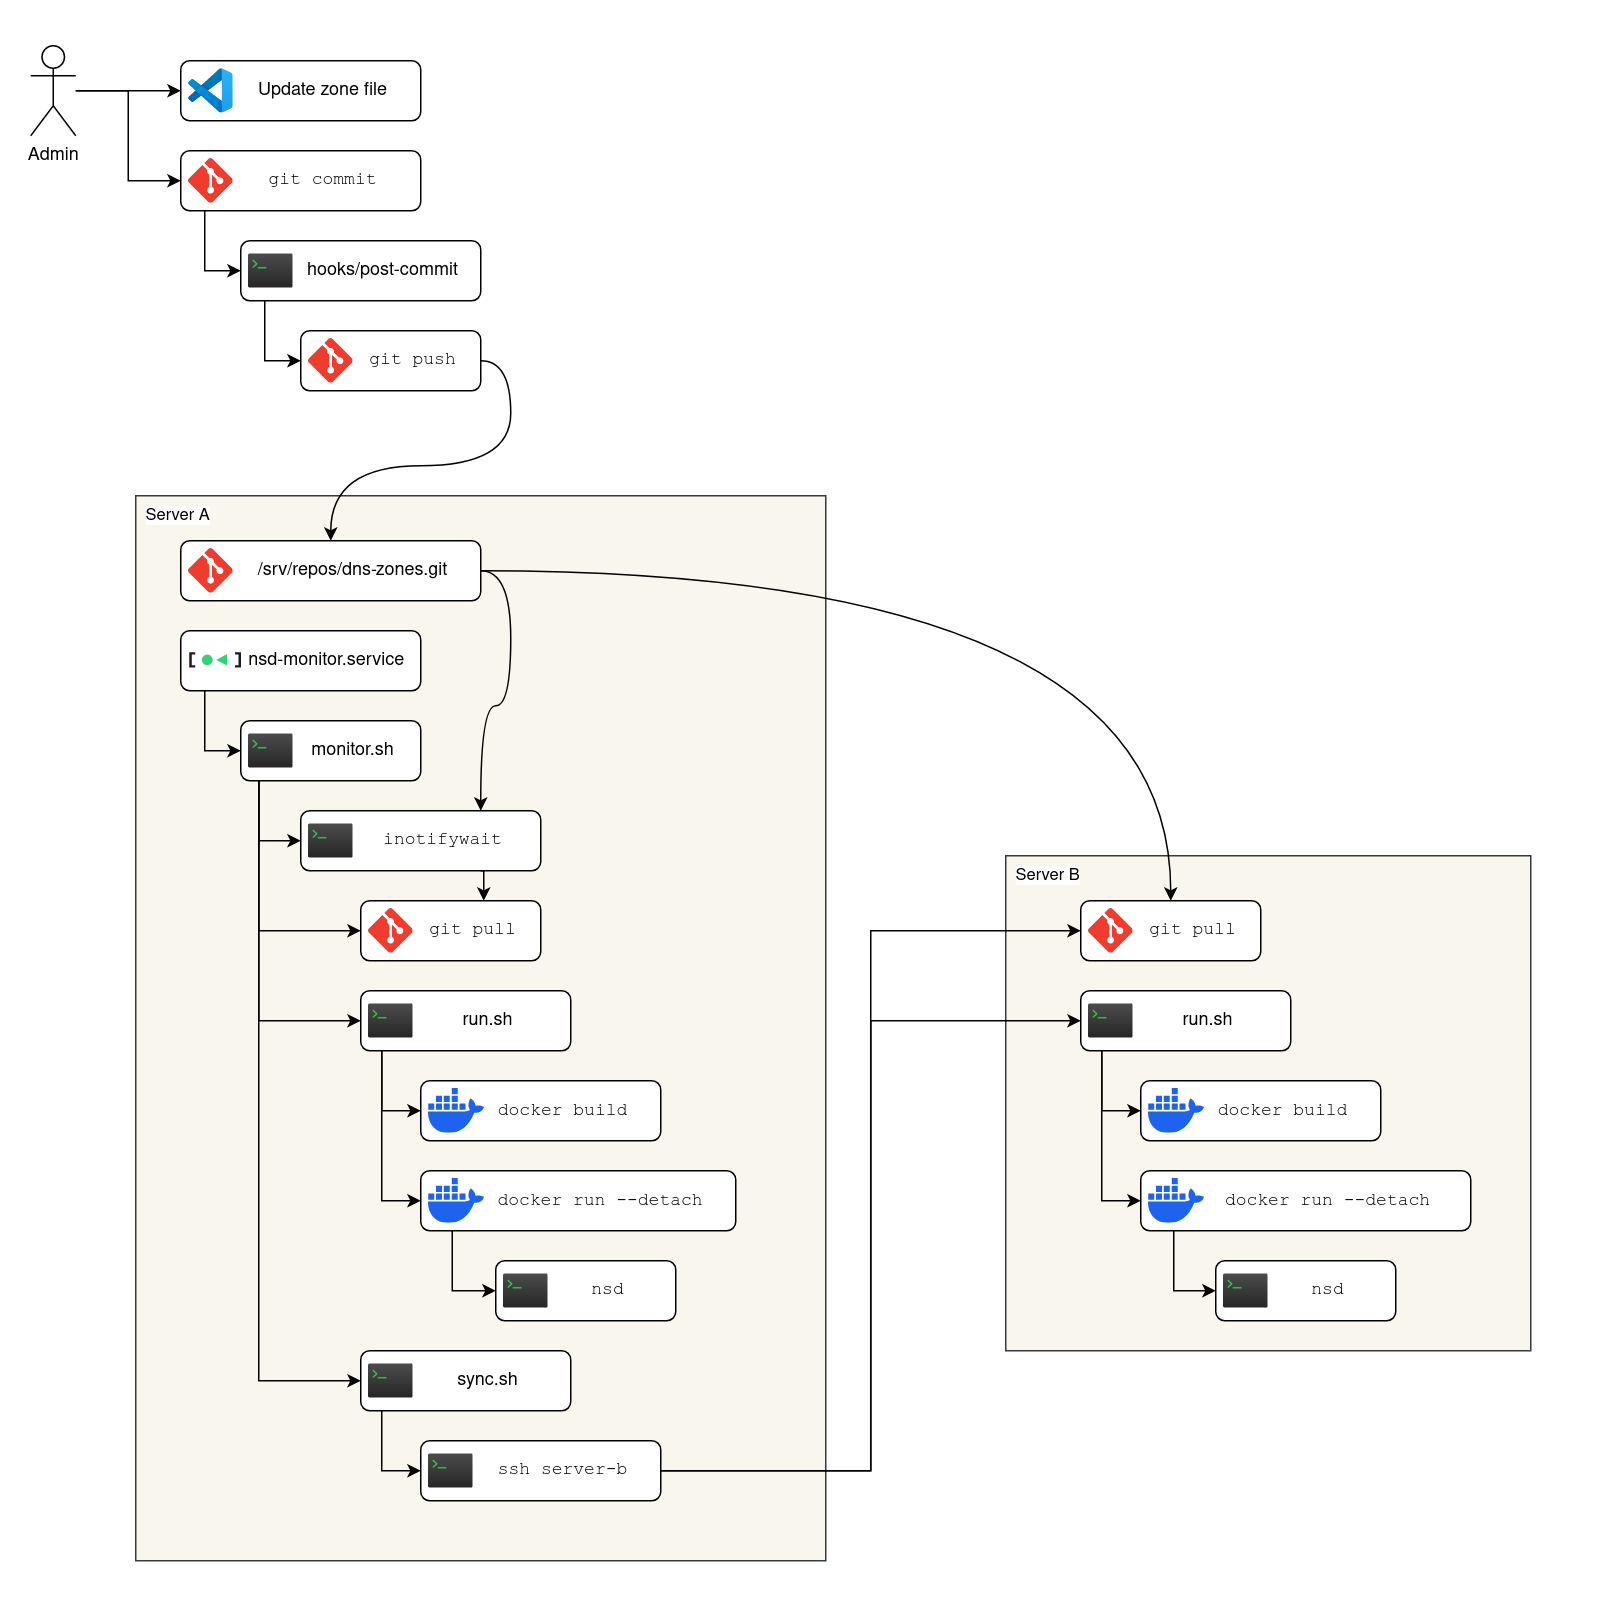 Admin
Update zone file
git commit
hooks/post-commit
git push
Server A
/srv/repos/dns-zones.git
nsd-monitor.service
monitor.sh
inotifywait
git pull
run.sh
docker build
docker run --detach
nsd
sync.sh
ssh server-b
Server B
git pull
run.sh
docker build
docker run --detach
nsd